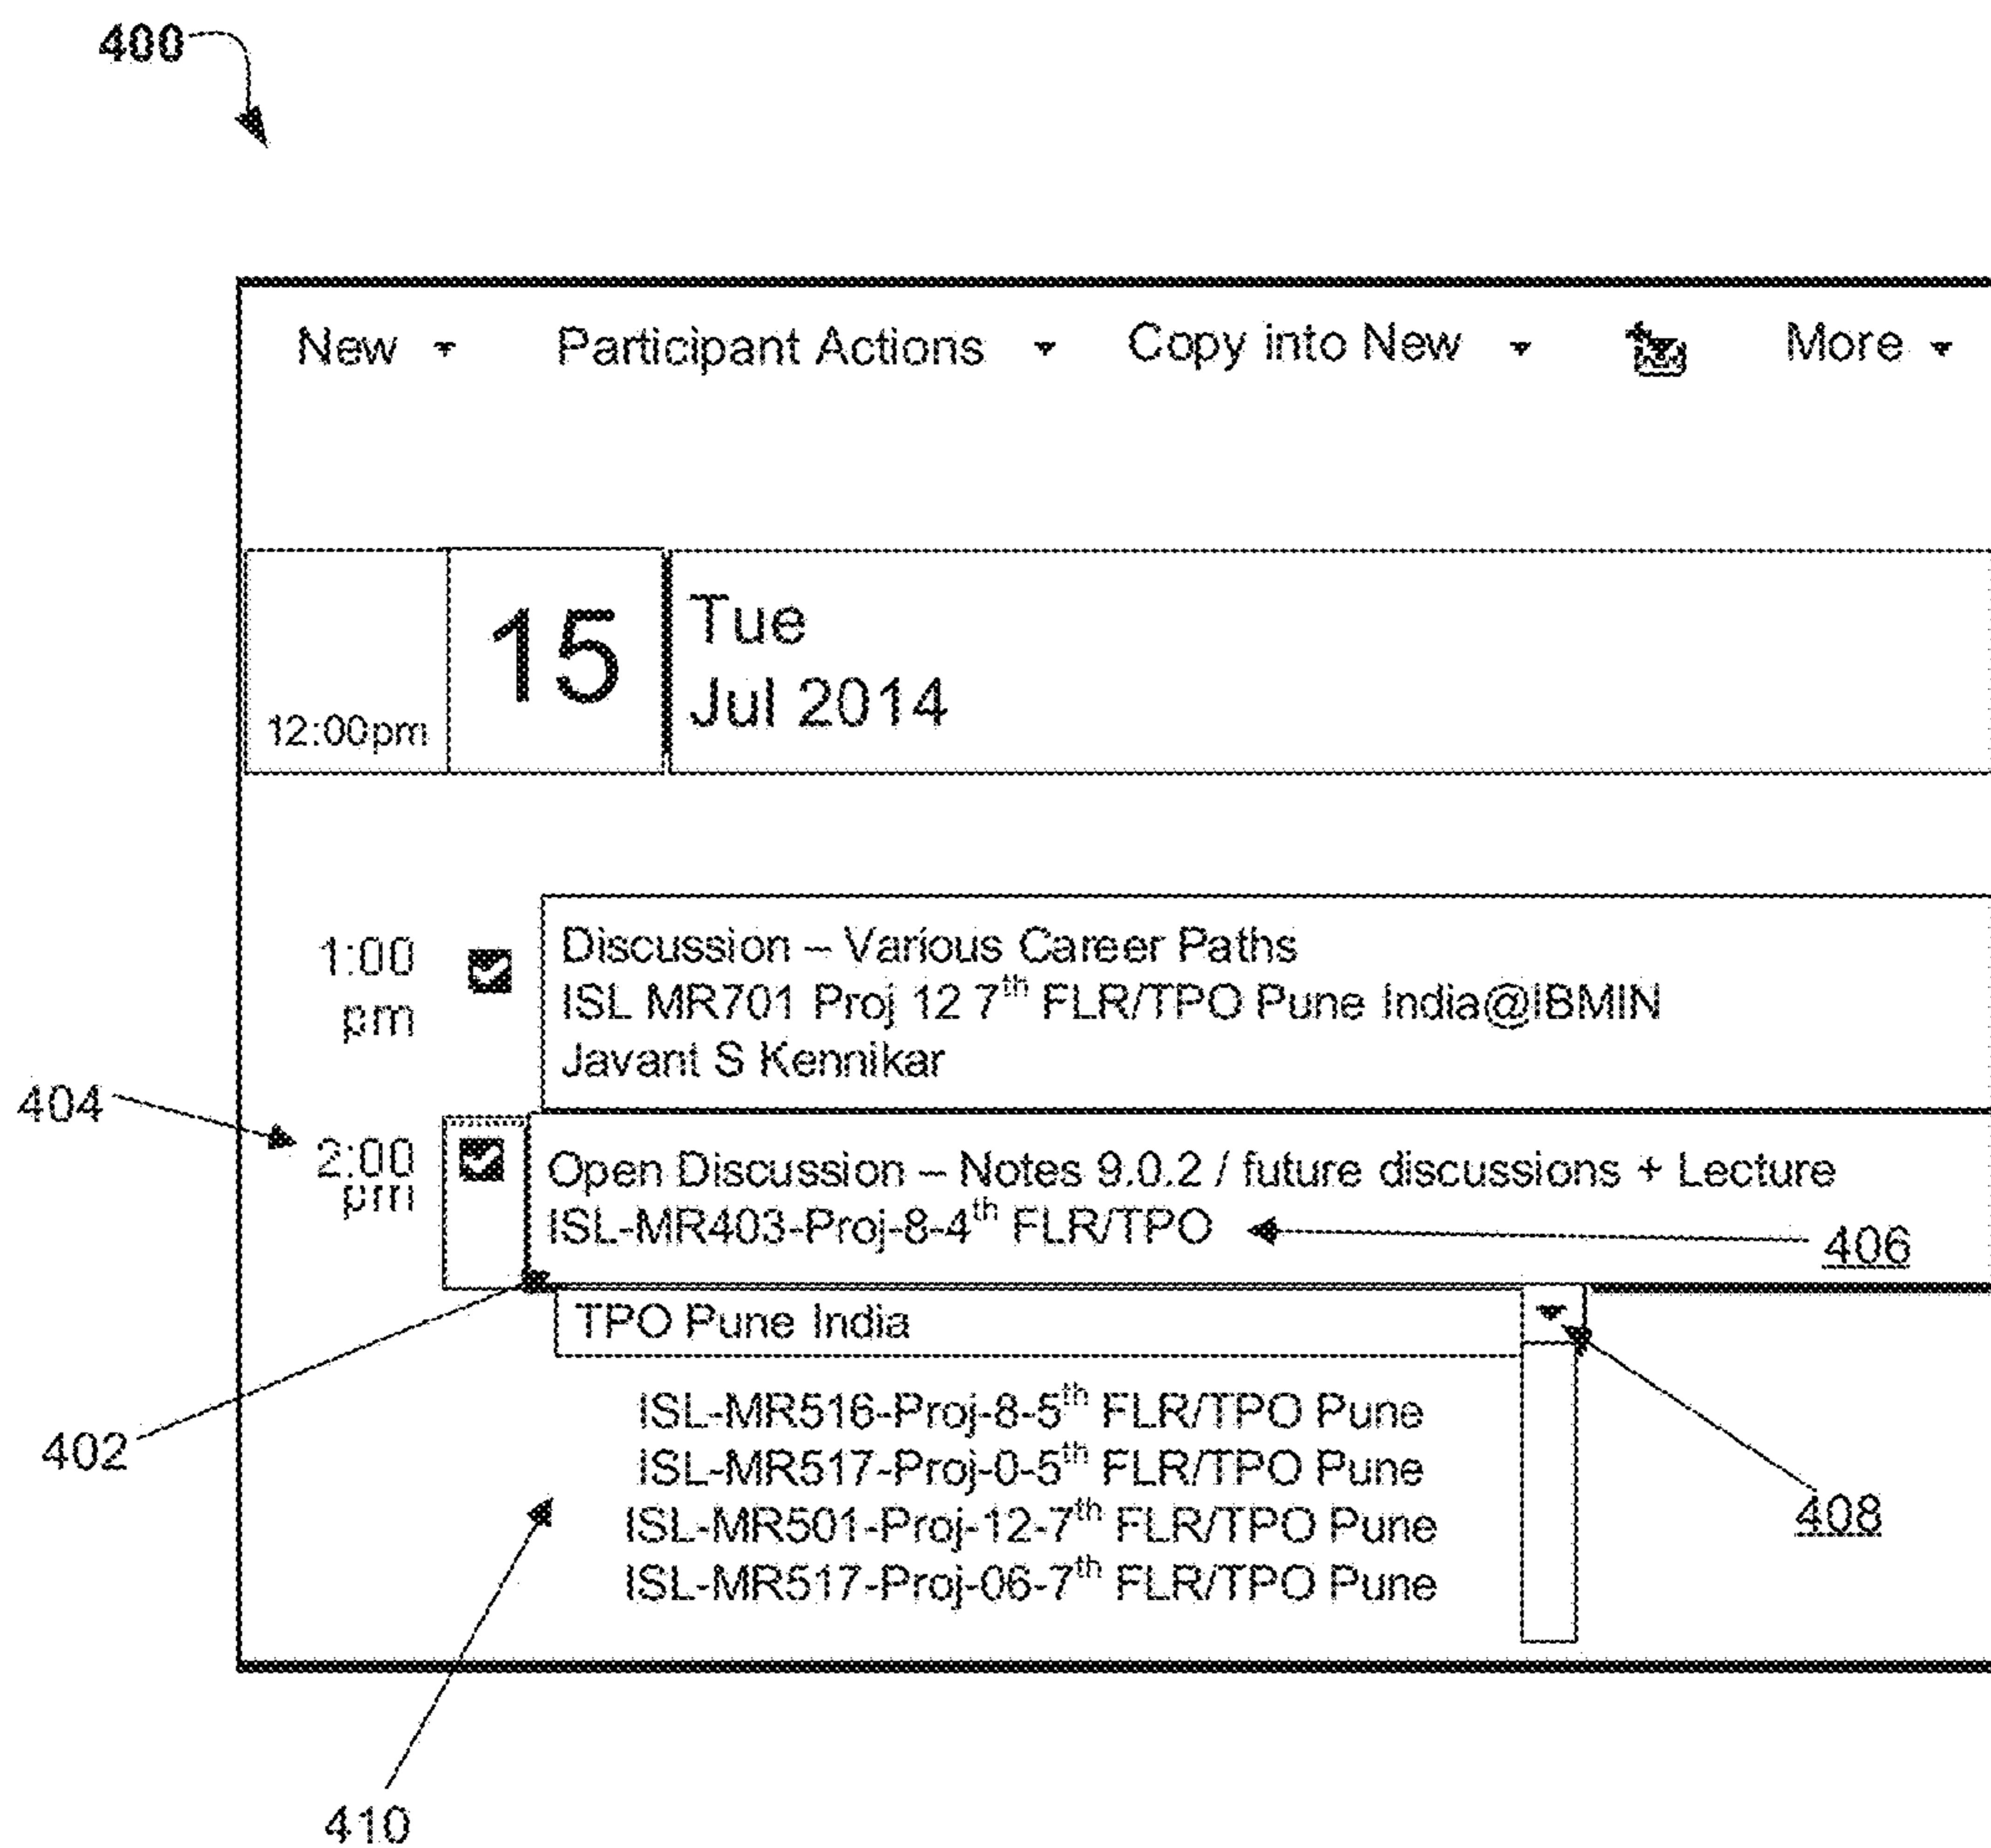 400
New Participant Actions Copy into New More
15 Tue
Jul 2014
12:00pm
1:00 pm
Discussion – Various Career Paths
ISL MR701 Proj 12 7th FLR/TPO Pune India@IBMIN
Javant S Kennikar
404
2:00 pm
Open Discussion – Notes 9.0.2 / future discussions + Lecture
ISL-MR403-Proj-8-4th FLR/TPO
406
TPO Pune India
402
ISL-MR516-Proj-8-5th FLR/TPO Pune
ISL-MR517-Proj-0-5th FLR/TPO Pune
ISL-MR501-Proj-12-7th FLR/TPO Pune
ISL-MR517-Proj-06-7th FLR/TPO Pune
408
410